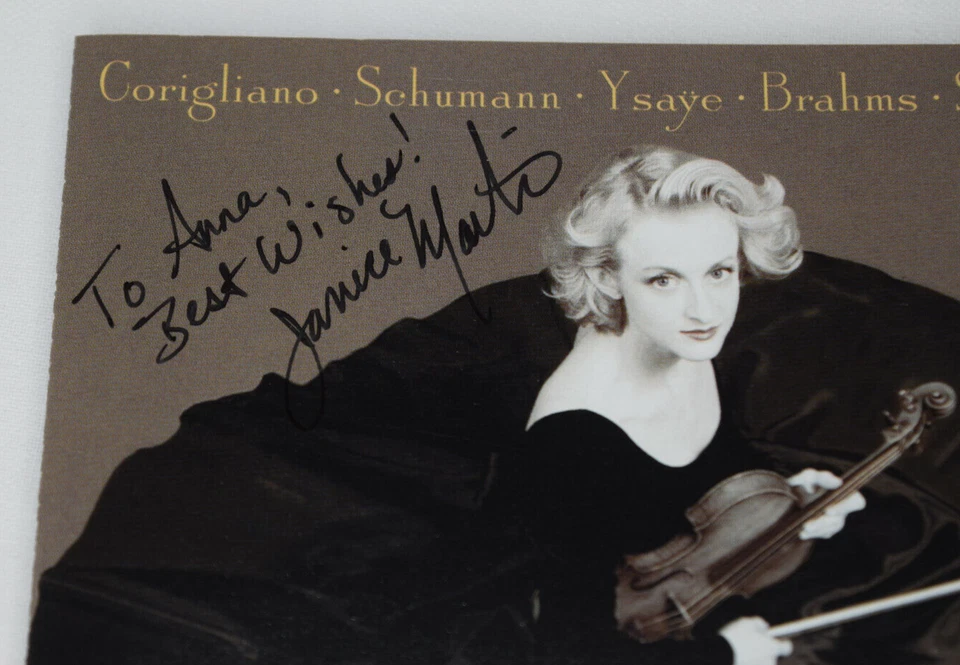 Corigliano · Schumann · Ysaÿe · Brahms · S
To Anna,
Best Wishes!
Janice Martin